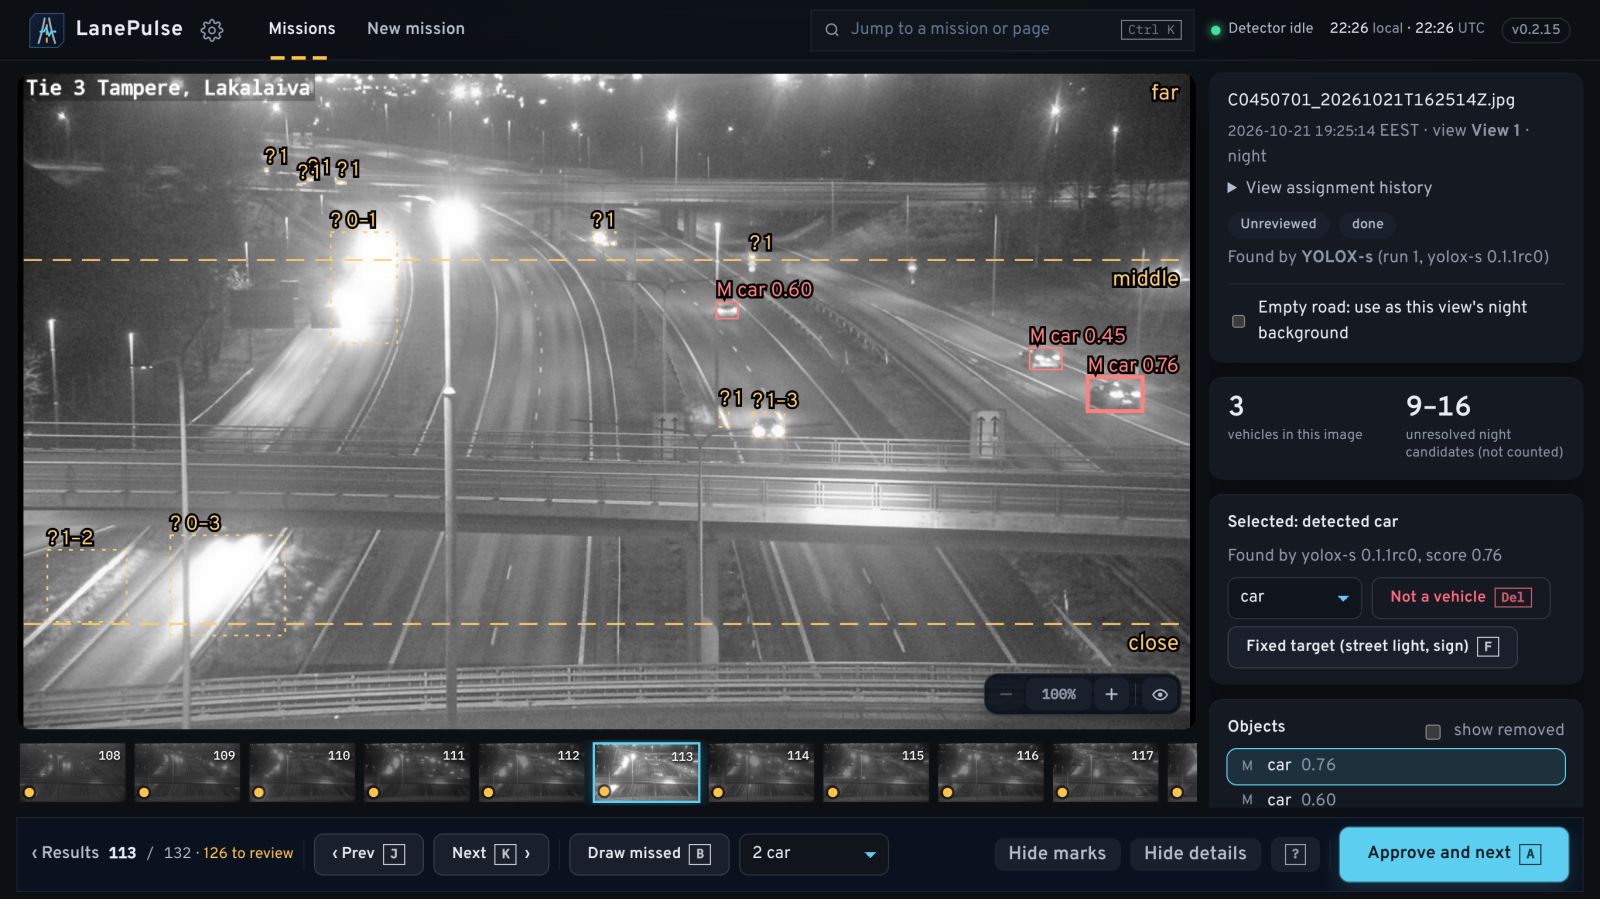 LanePulse
Missions
New mission
Jump to a mission or page
Ctrl K
Detector idle
22:26 local · 22:26 UTC
v0.2.15
Tie 3 Tampere, Lakalaiva
far
? 1
? 1
? 1
? 1
? 0–1
? 1
? 1
middle
M car 0.60
M car 0.45
M car 0.76
? 1
? 1–3
? 1–2
? 0–3
close
100%
C0450701_20261021T162514Z.jpg
2026-10-21 19:25:14 EEST · view View 1 ·
night
View assignment history
Unreviewed
done
Found by YOLOX-s (run 1, yolox-s 0.1.1rc0)
Empty road: use as this view's night
background
3
vehicles in this image
9–16
unresolved night
candidates (not counted)
Selected: detected car
Found by yolox-s 0.1.1rc0, score 0.76
car
Not a vehicle Del
Fixed target (street light, sign) F
Objects
show removed
M car 0.76
M car 0.60
108
109
110
111
112
113
114
115
116
117
‹ Results 113 / 132 · 126 to review
‹ Prev J
Next K ›
Draw missed B
2 car
Hide marks
Hide details
?
Approve and next A